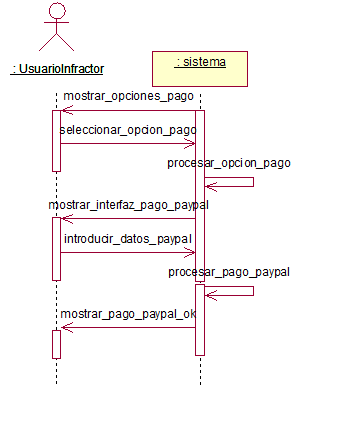 : UsuarioInfractor
: sistema
mostrar_opciones_pago
seleccionar_opcion_pago
procesar_opcion_pago
mostrar_interfaz_pago_paypal
introducir_datos_paypal
procesar_pago_paypal
mostrar_pago_paypal_ok